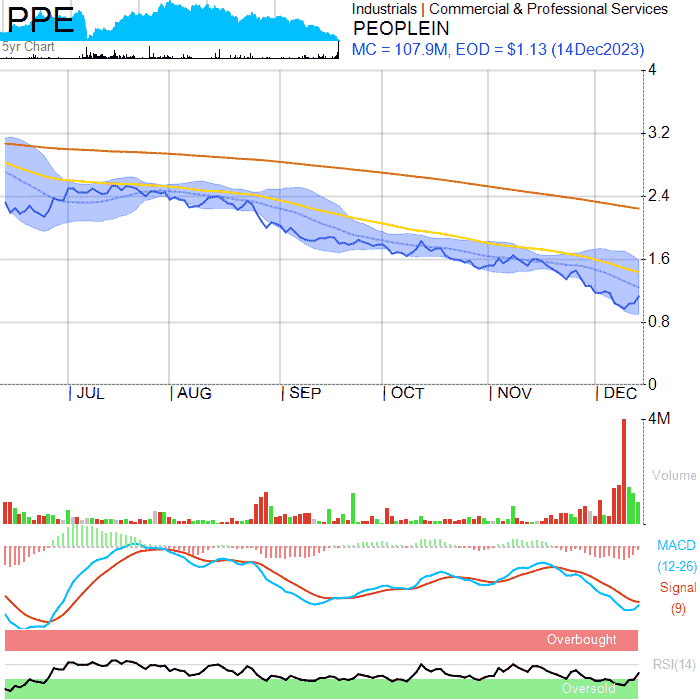 PPE
5yr Chart
Industrials | Commercial & Professional Services
PEOPLEIN
MC = 107.9M, EOD = $1.13 (14Dec2023)
4
3.2
2.4
1.6
0.8
0
| JUL | AUG | SEP | OCT | NOV | DEC
4M
Volume
MACD
(12-26)
Signal
(9)
Overbought
RSI(14)
Oversold